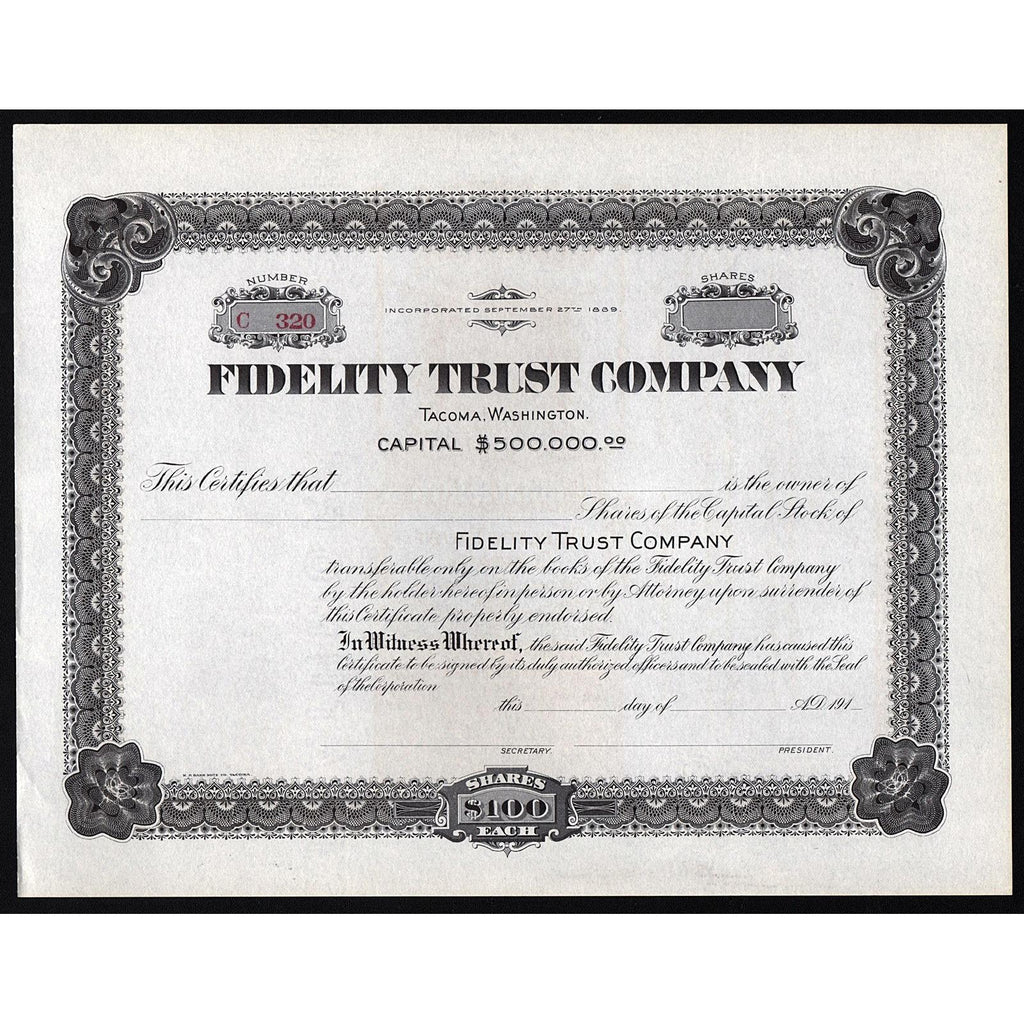 NUMBER
C 320
INCORPORATED SEPTEMBER 27TH 1889.
SHARES
FIDELITY TRUST COMPANY
TACOMA, WASHINGTON.
CAPITAL $500.000.00
This Certifies that is the owner of
Shares of the Capital Stock of
FIDELITY TRUST COMPANY
transferable only on the books of the Fidelity Trust Company
by the holder hereof in person or by Attorney upon surrender of
this Certificate properly endorsed.
In Witness Whereof, the said Fidelity Trust Company has caused this
Certificate to be signed by its duly authorized officers and to be sealed with the Seal
of the Corporation
this day of A.D. 191
SECRETARY. PRESIDENT.
SHARES
$100
EACH